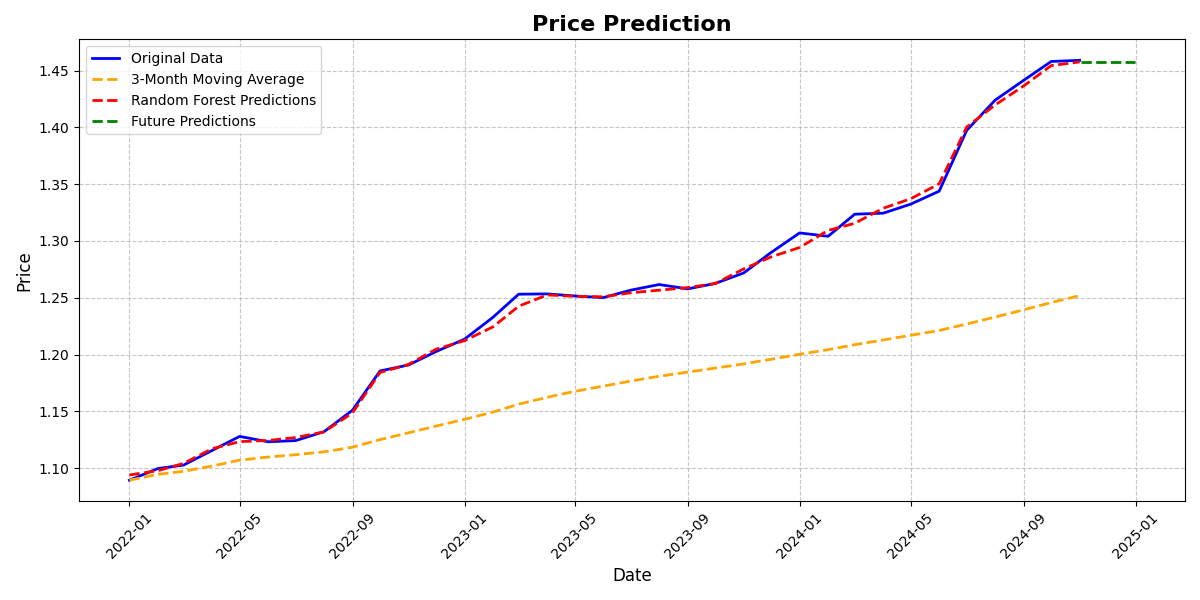 Price Prediction
Original Data
3-Month Moving Average
Random Forest Predictions
Future Predictions
1.45
1.40
1.35
1.30
1.25
1.20
1.15
1.10
Price
2022-01
2022-05
2022-09
2023-01
2023-05
2023-09
2024-01
2024-05
2024-09
2025-01
Date